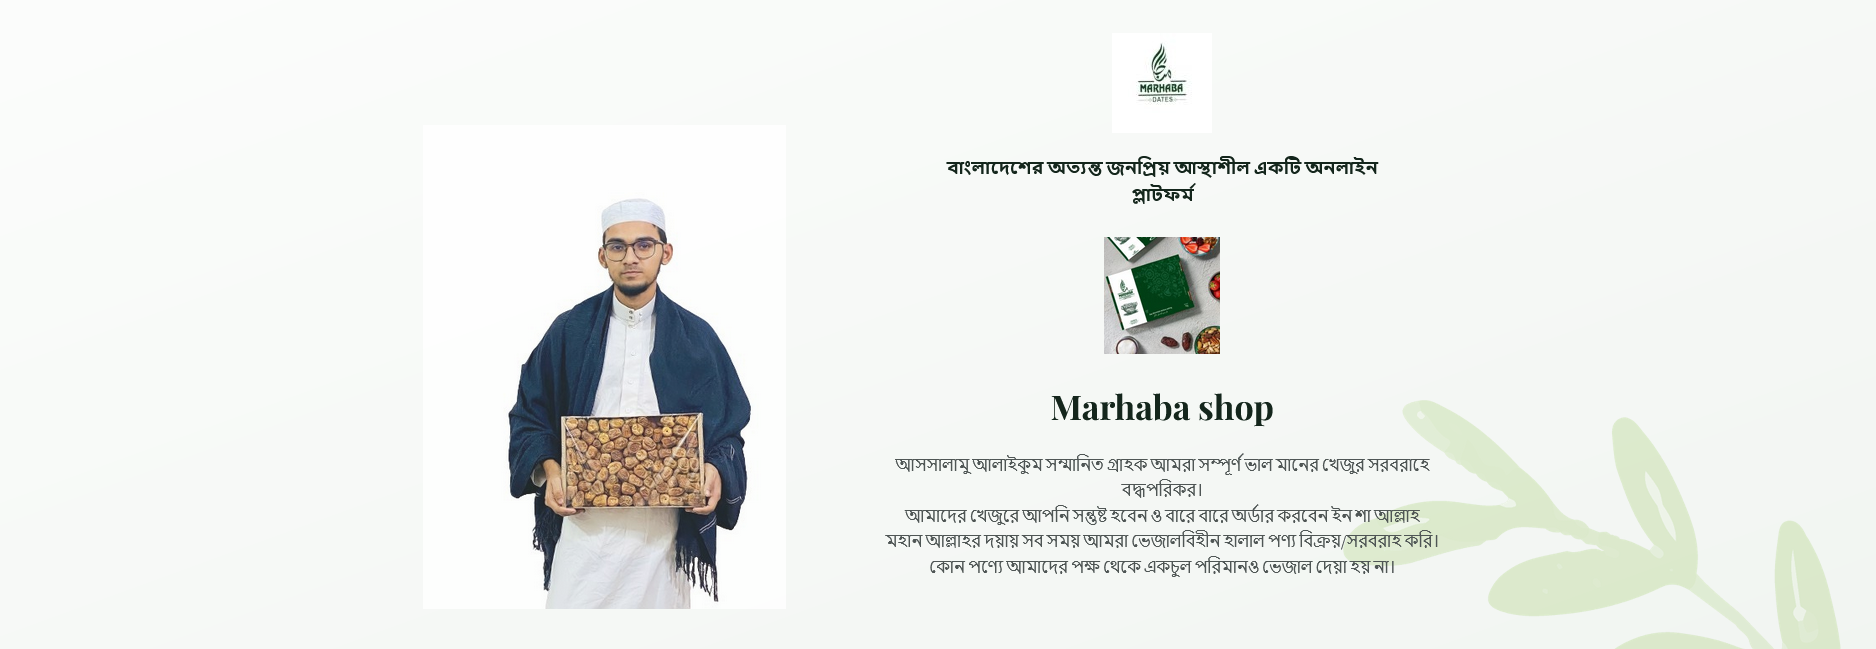 MARHABA
DATES
বাংলাদেশের অত্যন্ত জনপ্রিয় আস্থাশীল একটি অনলাইন
প্লাটফর্ম
MARHABA
Marhaba shop
আসসালামু আলাইকুম সম্মানিত গ্রাহক আমরা সম্পূর্ণ ভাল মানের খেজুর সরবরাহে
বদ্ধপরিকর।
আমাদের খেজুরে আপনি সন্তুষ্ট হবেন ও বারে বারে অর্ডার করবেন ইন শা আল্লাহ
মহান আল্লাহর দয়ায় সব সময় আমরা ভেজালবিহীন হালাল পণ্য বিক্রয়/সরবরাহ করি।
কোন পণ্যে আমাদের পক্ষ থেকে একচুল পরিমানও ভেজাল দেয়া হয় না।